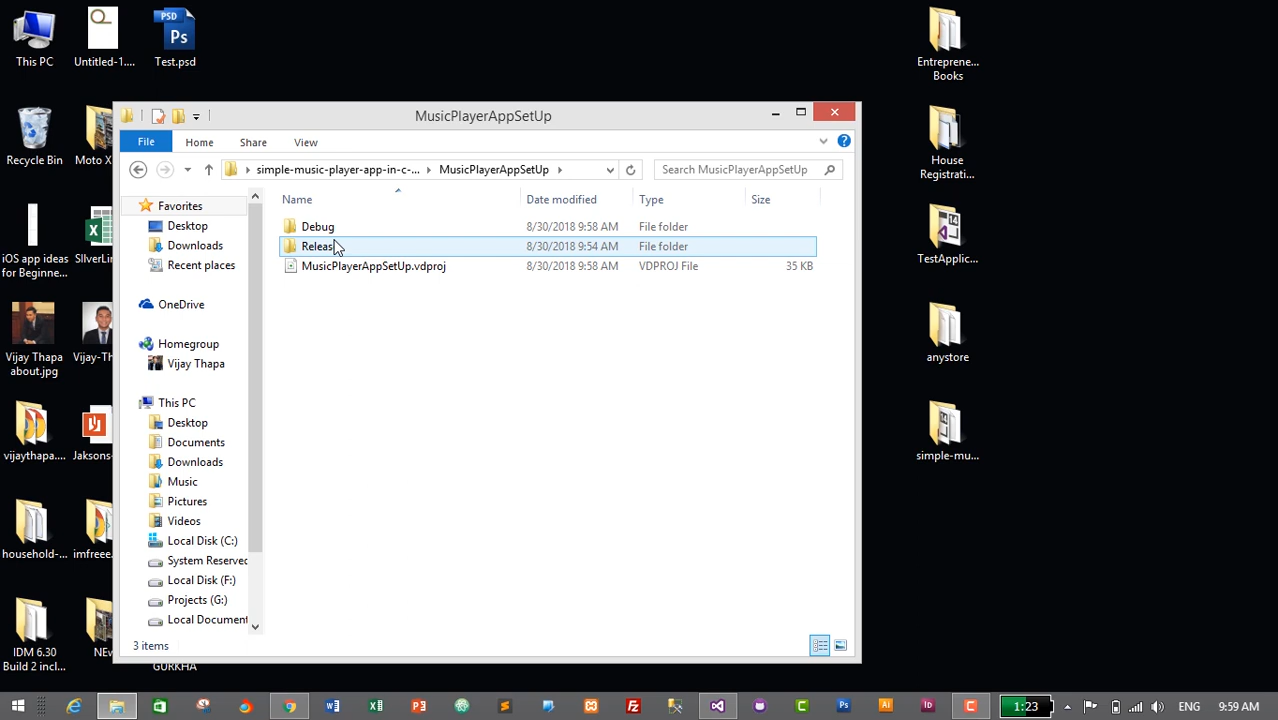 This PC
Untitled-1....
PSD
Ps
Test.psd
Entreprene...
Books
Recycle Bin
Moto X
House
Registrati...
iOS app ideas
for Beginne...
SIlverLin
TestApplic...
Vijay Thapa
about.jpg
Vijay-Th
anystore
vijaythapa....
Jaksons-
simple-mu...
household-...
imfreee.
IDM 6.30
Build 2 incl...
NEw
GURKHA
MusicPlayerAppSetUp
File
Home
Share
View
simple-music-player-app-in-c-...
MusicPlayerAppSetUp
Search MusicPlayerAppSetUp
Name
Date modified
Type
Size
Debug
8/30/2018 9:58 AM
File folder
Releas
8/30/2018 9:54 AM
File folder
MusicPlayerAppSetUp.vdproj
8/30/2018 9:58 AM
VDPROJ File
35 KB
Favorites
Desktop
Downloads
Recent places
OneDrive
Homegroup
Vijay Thapa
This PC
Desktop
Documents
Downloads
Music
Pictures
Videos
Local Disk (C:)
System Reserved
Local Disk (F:)
Projects (G:)
Local Document
3 items
1:23
ENG
9:59 AM